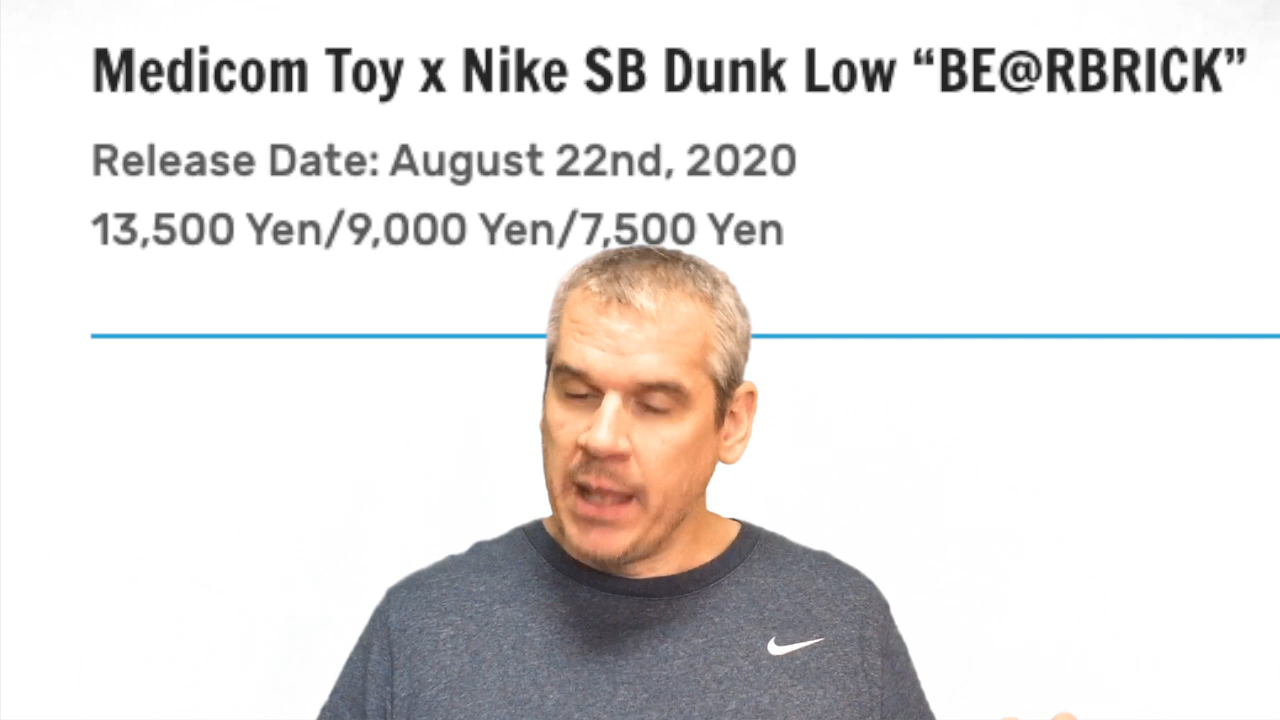 Medicom Toy x Nike SB Dunk Low “BE@RBRICK”
Release Date: August 22nd, 2020
13,500 Yen/9,000 Yen/7,500 Yen